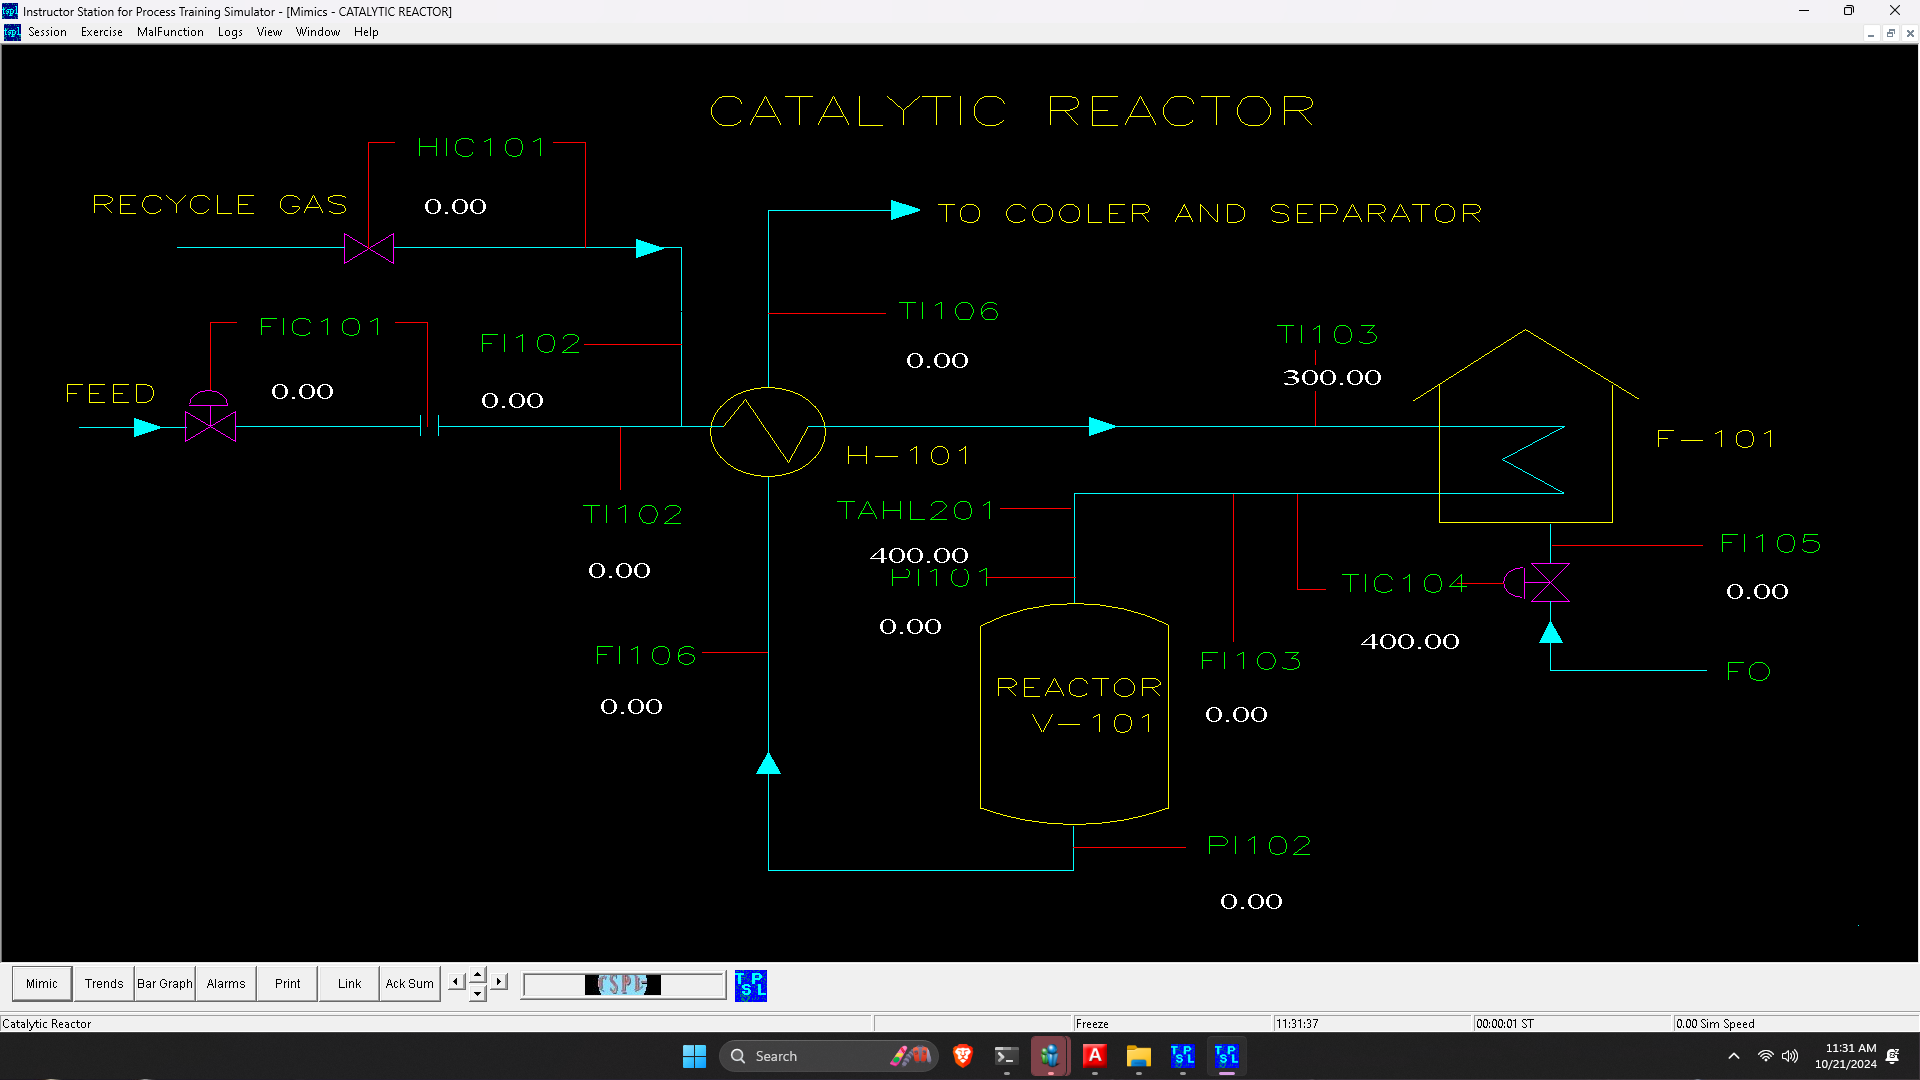 Instructor Station for Process Training Simulator - [Mimics - CATALYTIC REACTOR]
Session Exercise MalFunction Logs View Window Help
CATALYTIC REACTOR
HIC101
RECYCLE GAS
0.00
TO COOLER AND SEPARATOR
FIC101
0.00
FI102
0.00
TI106
0.00
TI103
300.00
FEED
H-101
F-101
TI102
0.00
TAHL201
400.00
PI101
0.00
FI105
0.00
TIC104
400.00
FI106
0.00
FI103
0.00
FO
REACTOR
V-101
PI102
0.00
Mimic Trends Bar Graph Alarms Print Link Ack Sum
TSPL
TPSL
Catalytic Reactor Freeze 11:31:37 00:00:01 ST 0.00 Sim Speed
Search
11:31 AM
10/21/2024